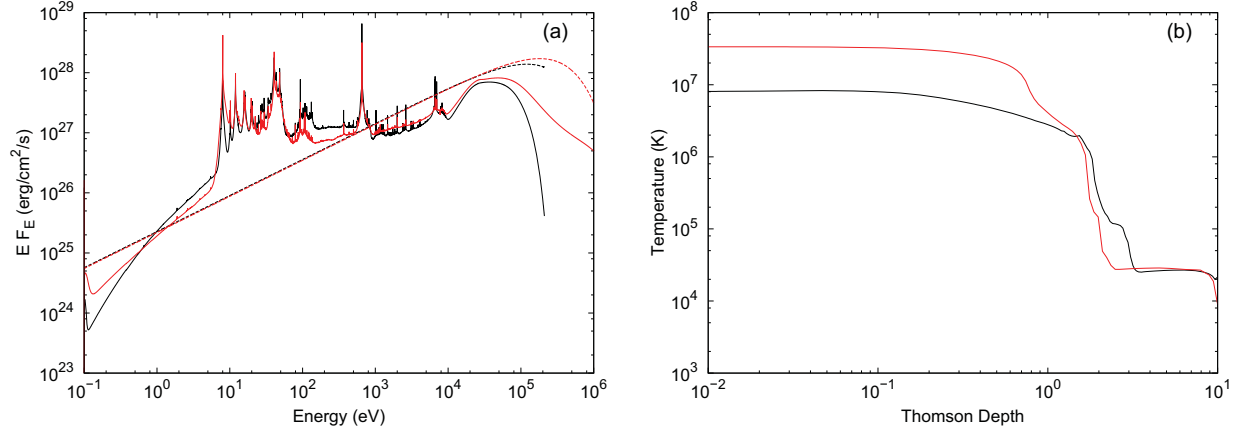 (a)
10^29
10^28
10^27
10^26
10^25
10^24
10^23
E F_E (erg/cm^2/s)
10^-1 10^0 10^1 10^2 10^3 10^4 10^5 10^6
Energy (eV)
(b)
10^8
10^7
10^6
10^5
10^4
10^3
Temperature (K)
10^-2 10^-1 10^0 10^1
Thomson Depth